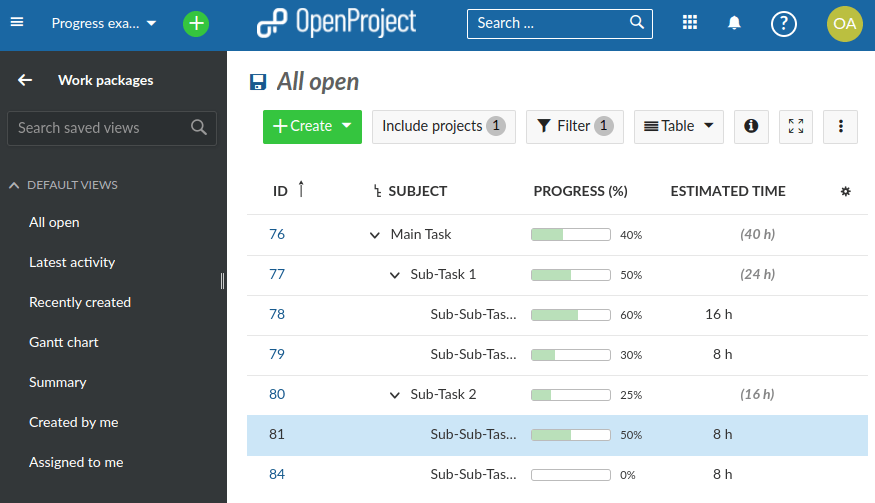 Progress exa...
OpenProject
Search ...
OA
Work packages
Search saved views
DEFAULT VIEWS
All open
Latest activity
Recently created
Gantt chart
Summary
Created by me
Assigned to me
All open
Create
Include projects 1
Filter 1
Table
ID SUBJECT PROGRESS (%) ESTIMATED TIME
76 Main Task 40% (40 h)
77 Sub-Task 1 50% (24 h)
78 Sub-Sub-Tas... 60% 16 h
79 Sub-Sub-Tas... 30% 8 h
80 Sub-Task 2 25% (16 h)
81 Sub-Sub-Tas... 50% 8 h
84 Sub-Sub-Tas... 0% 8 h